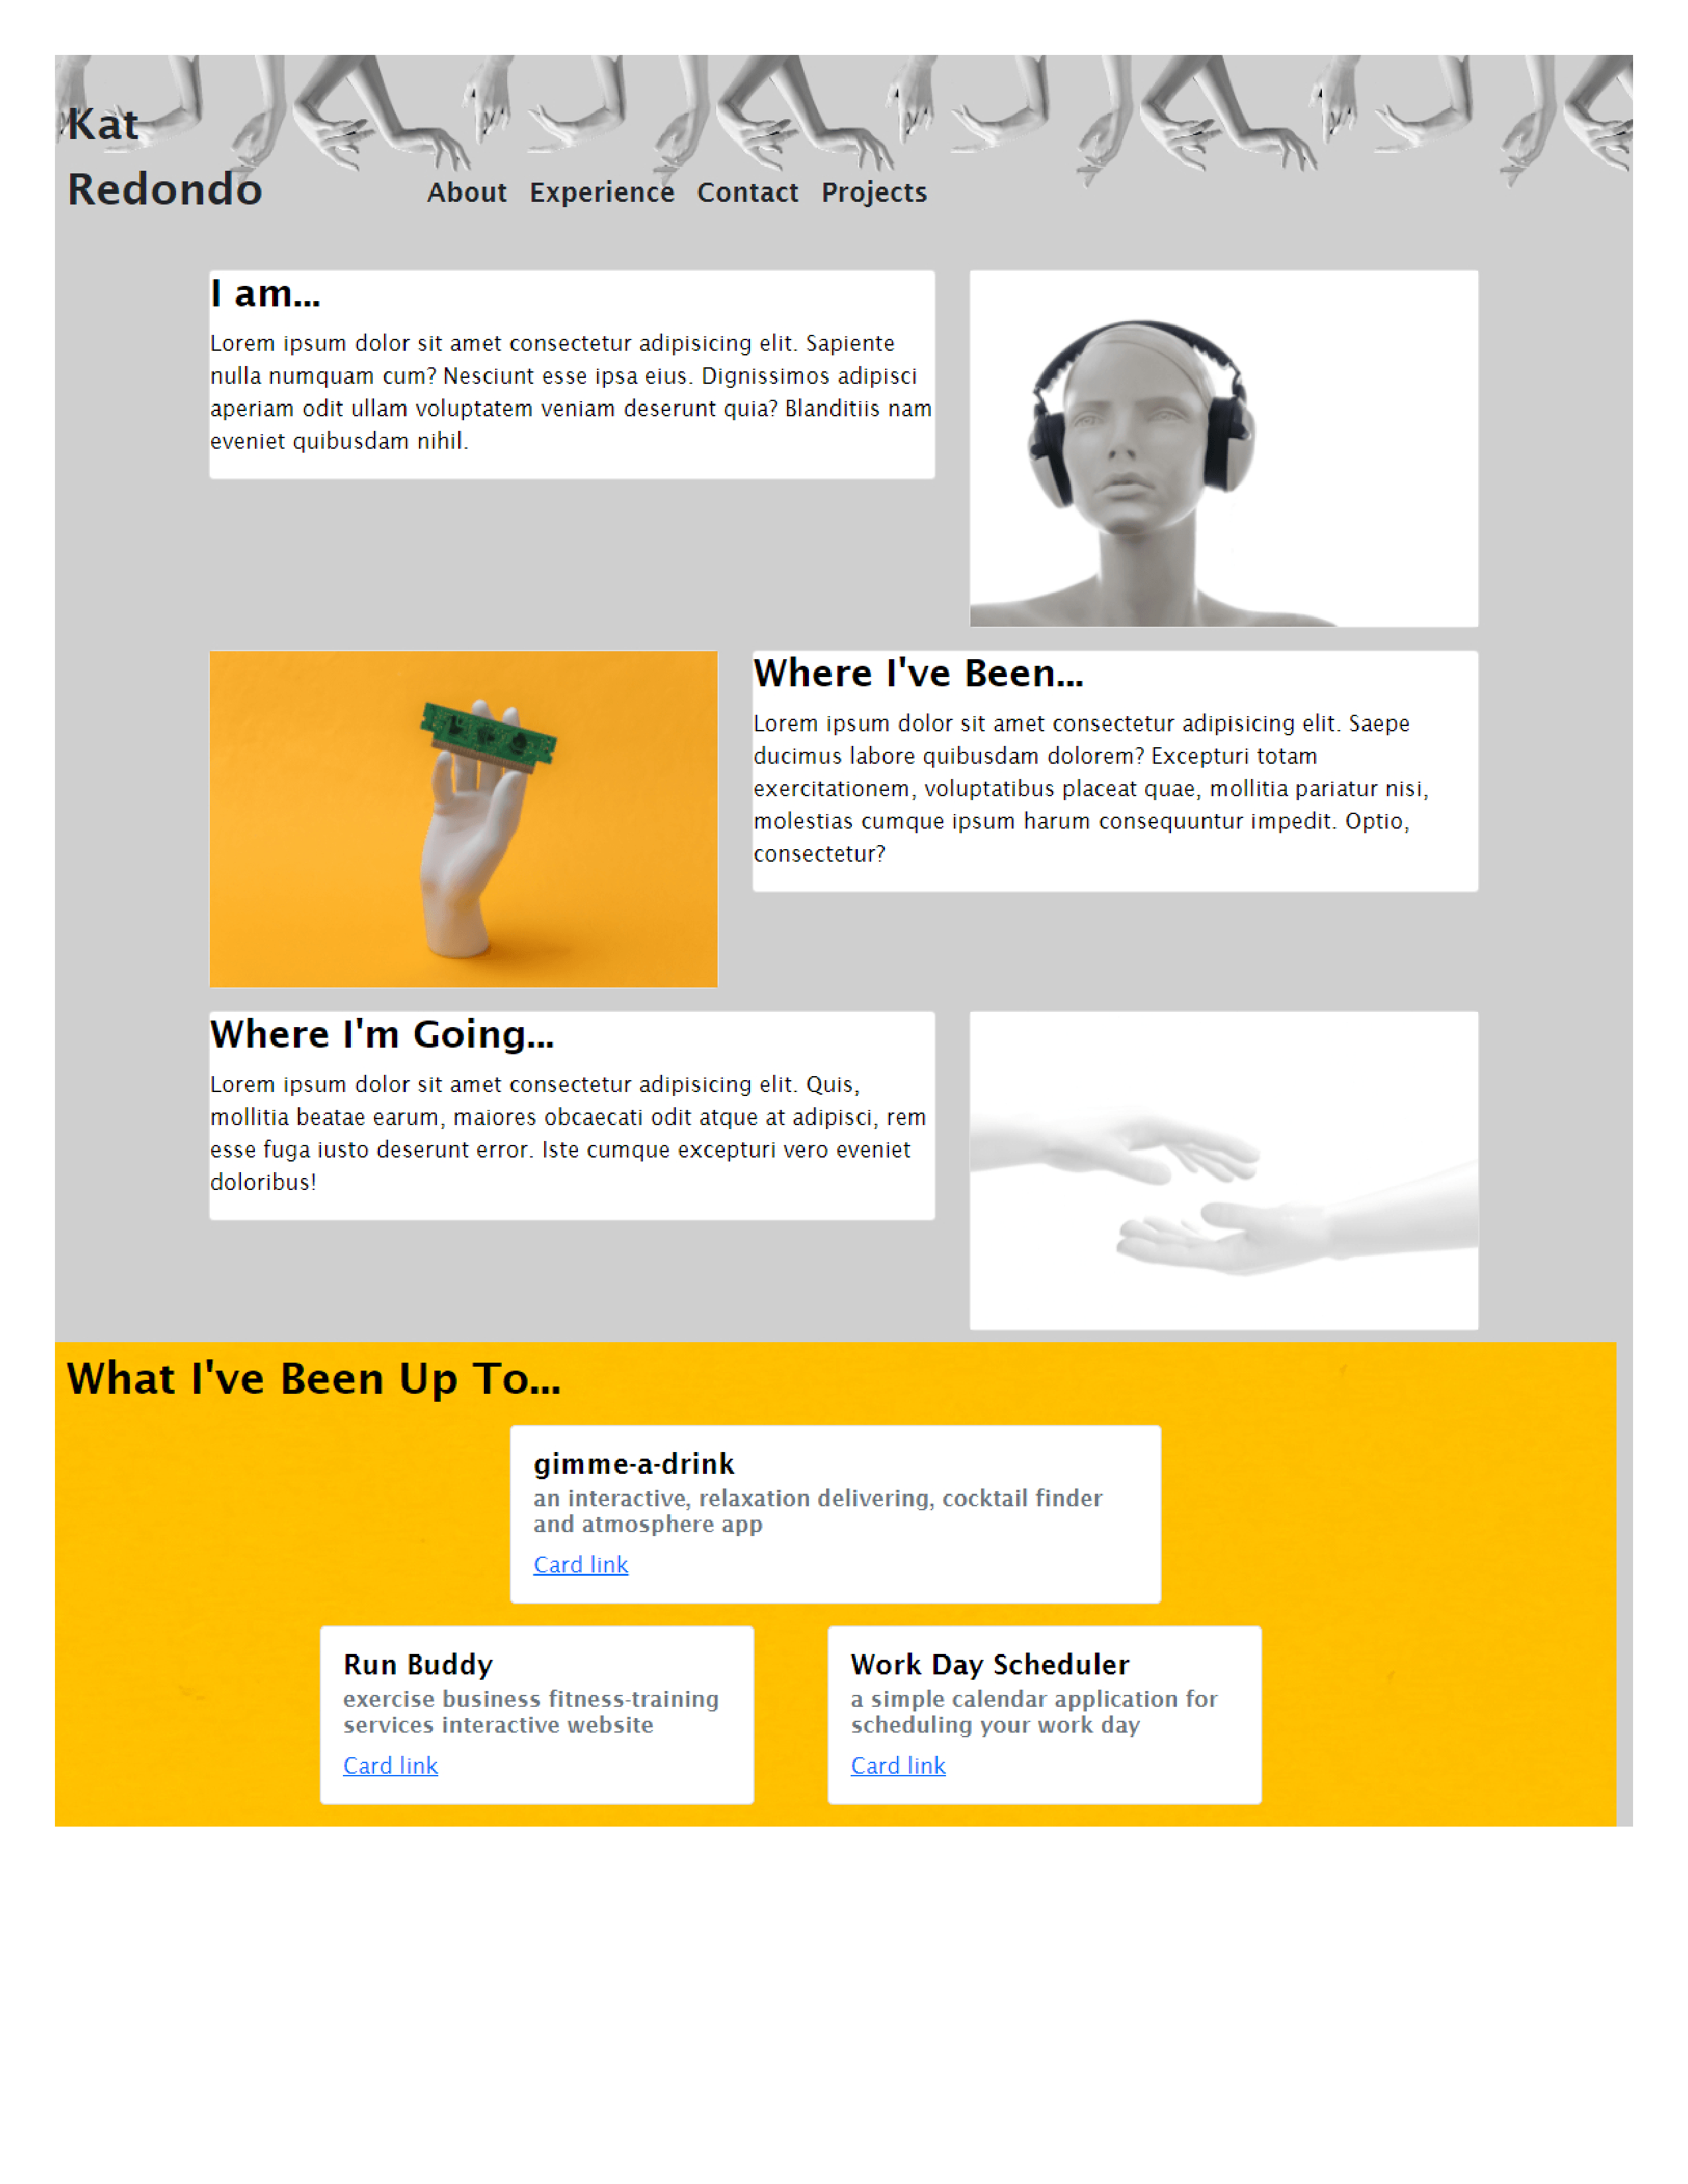 Kat
Redondo
About Experience Contact Projects
I am...
Lorem ipsum dolor sit amet consectetur adipisicing elit. Sapiente
nulla numquam cum? Nesciunt esse ipsa eius. Dignissimos adipisci
aperiam odit ullam voluptatem veniam deserunt quia? Blanditiis nam
eveniet quibusdam nihil.
Where I've Been...
Lorem ipsum dolor sit amet consectetur adipisicing elit. Saepe
ducimus labore quibusdam dolorem? Excepturi totam
exercitationem, voluptatibus placeat quae, mollitia pariatur nisi,
molestias cumque ipsum harum consequuntur impedit. Optio,
consectetur?
Where I'm Going...
Lorem ipsum dolor sit amet consectetur adipisicing elit. Quis,
mollitia beatae earum, maiores obcaecati odit atque at adipisci, rem
esse fuga iusto deserunt error. Iste cumque excepturi vero eveniet
doloribus!
What I've Been Up To...
gimme-a-drink
an interactive, relaxation delivering, cocktail finder
and atmosphere app
Card link
Run Buddy
exercise business fitness-training
services interactive website
Card link
Work Day Scheduler
a simple calendar application for
scheduling your work day
Card link